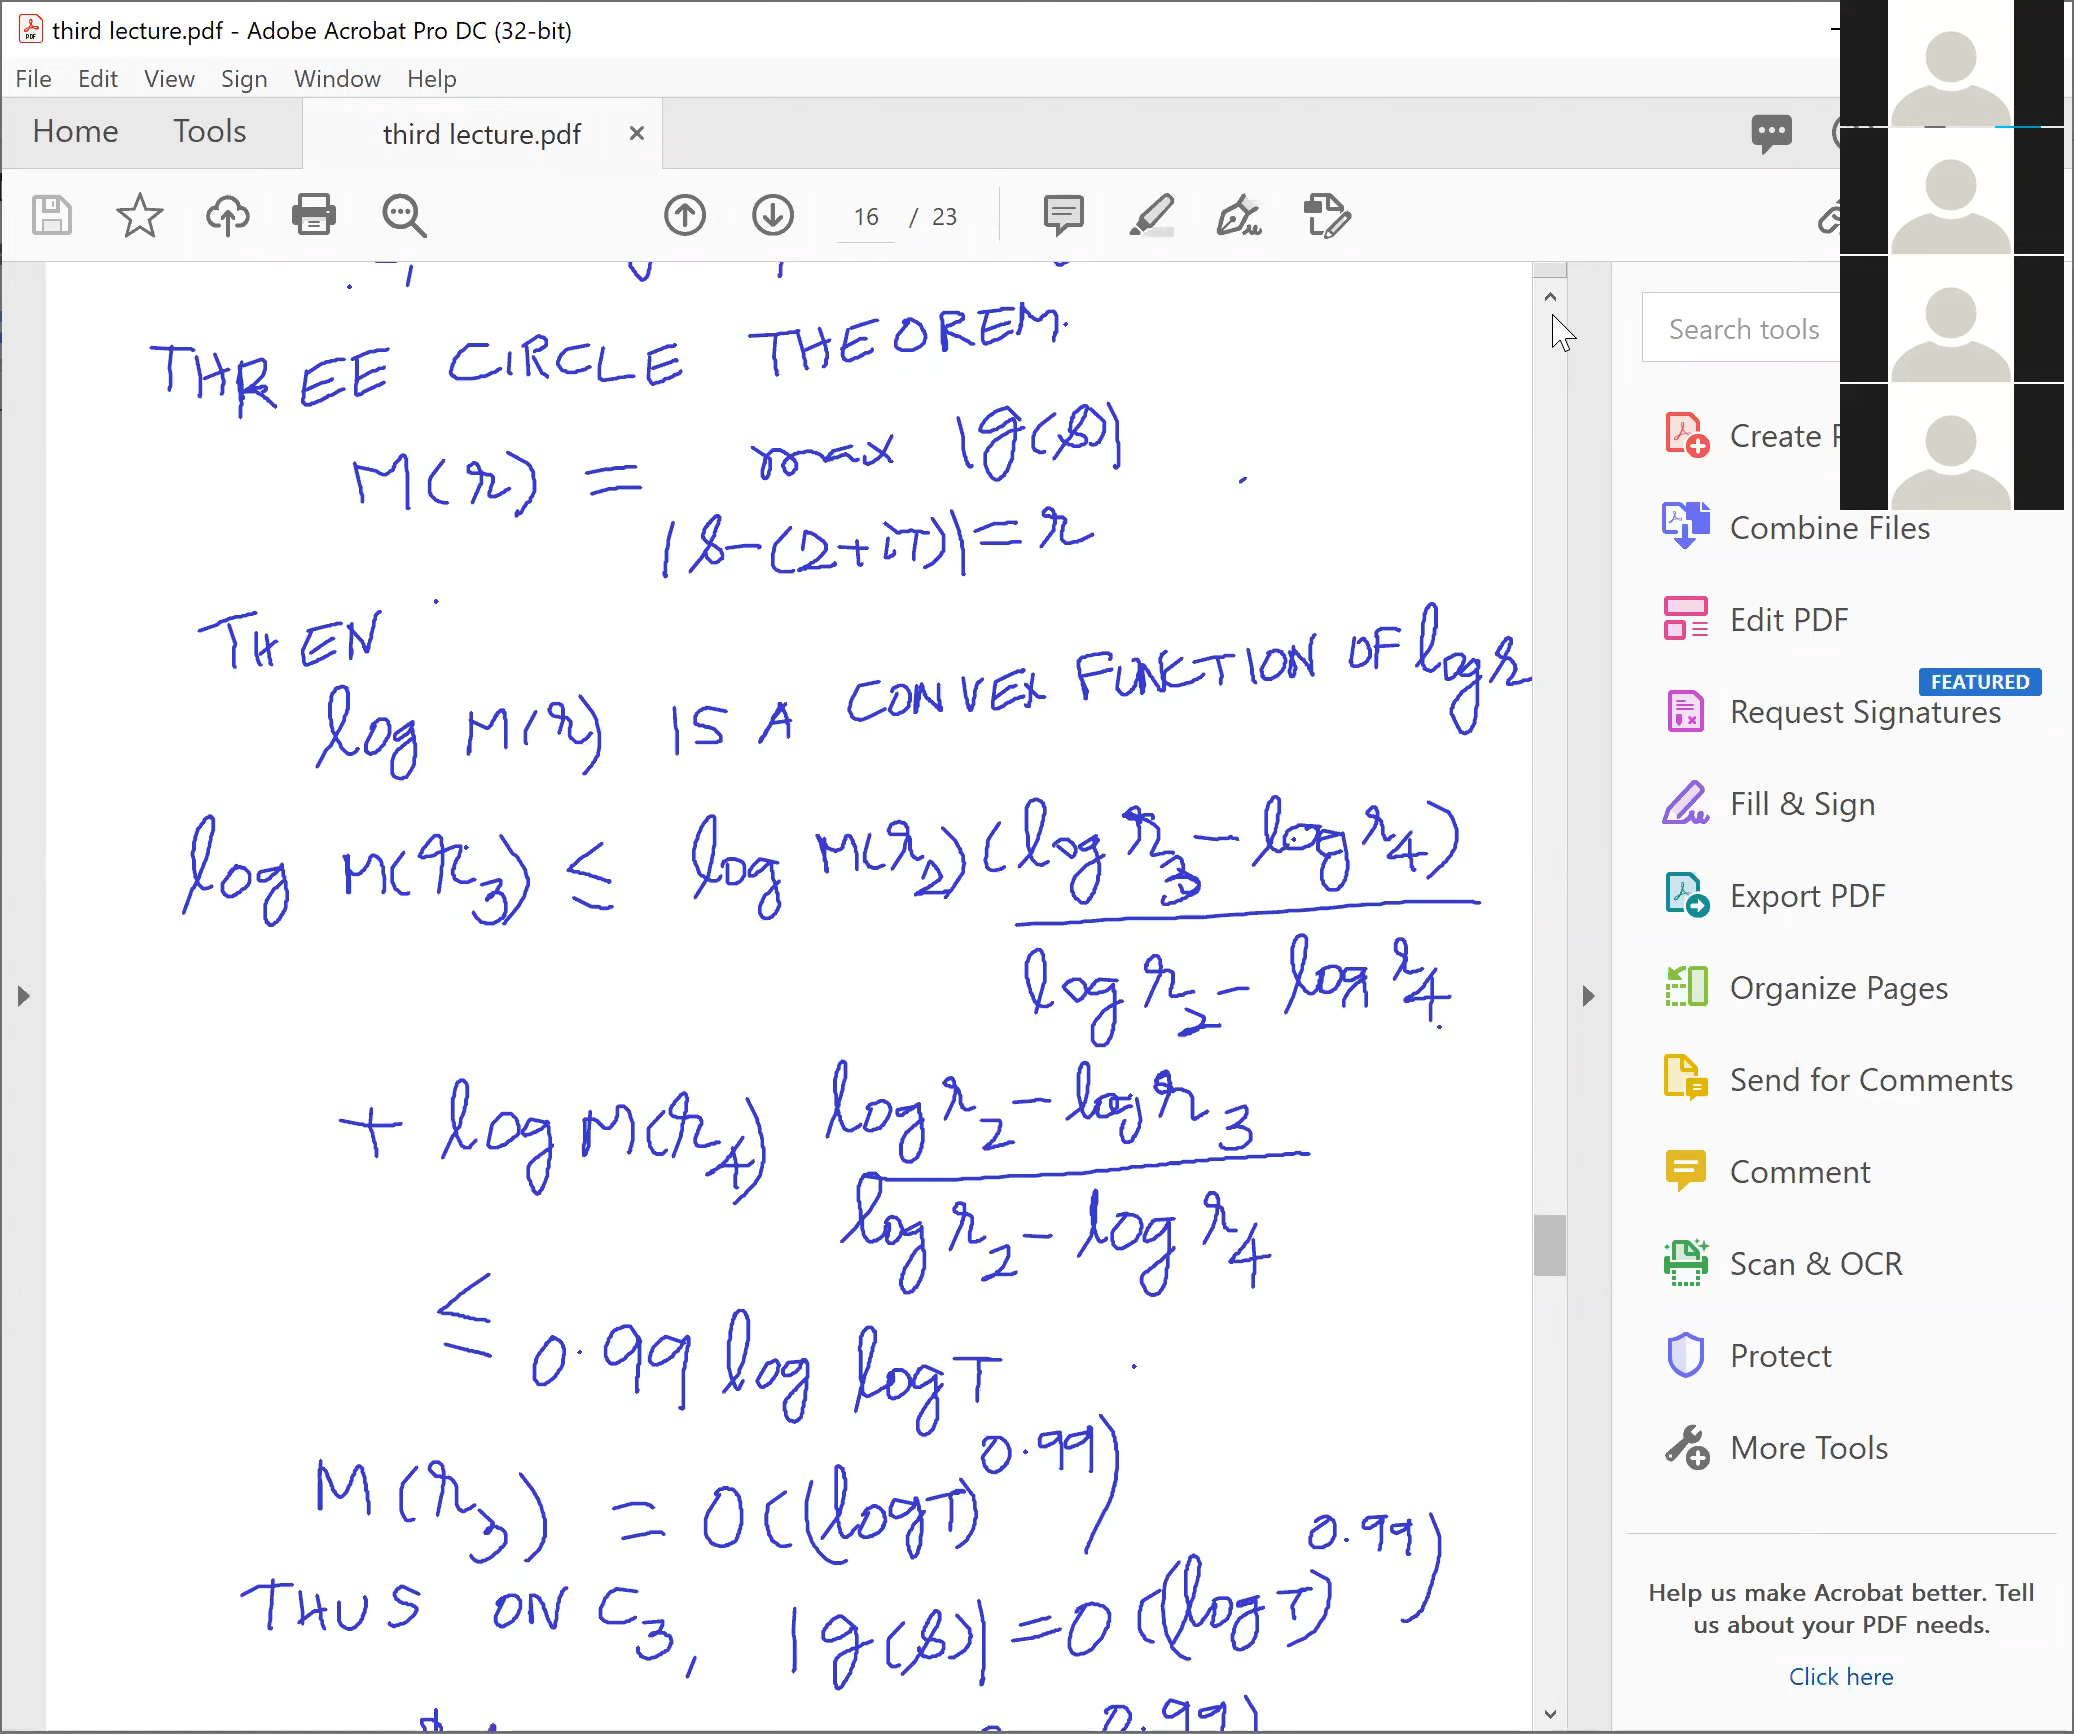 third lecture.pdf - Adobe Acrobat Pro DC (32-bit)
File Edit View Sign Window Help
Home Tools third lecture.pdf ×
16 / 23
THREE CIRCLE THEOREM.
M(r) = max |g(s)|
|s-(2+iT)|=r
THEN
log M(r) IS A CONVEX FUNCTION OF log r
log M(r₃) ≤ log M(r₂) (log r₃ - log r₄)
log r₂ - log r₄
+ log M(r₄) log r₂ - log r₃
log r₂ - log r₄
≤ 0.99 log log T
M(r₃) = O((log T)^0.99)
THUS ON C₃, |g(s)| = O((log T)^0.99)
0.99)
Search tools
Create
Combine Files
Edit PDF
FEATURED
Request Signatures
Fill & Sign
Export PDF
Organize Pages
Send for Comments
Comment
Scan & OCR
Protect
More Tools
Help us make Acrobat better. Tell
us about your PDF needs.
Click here